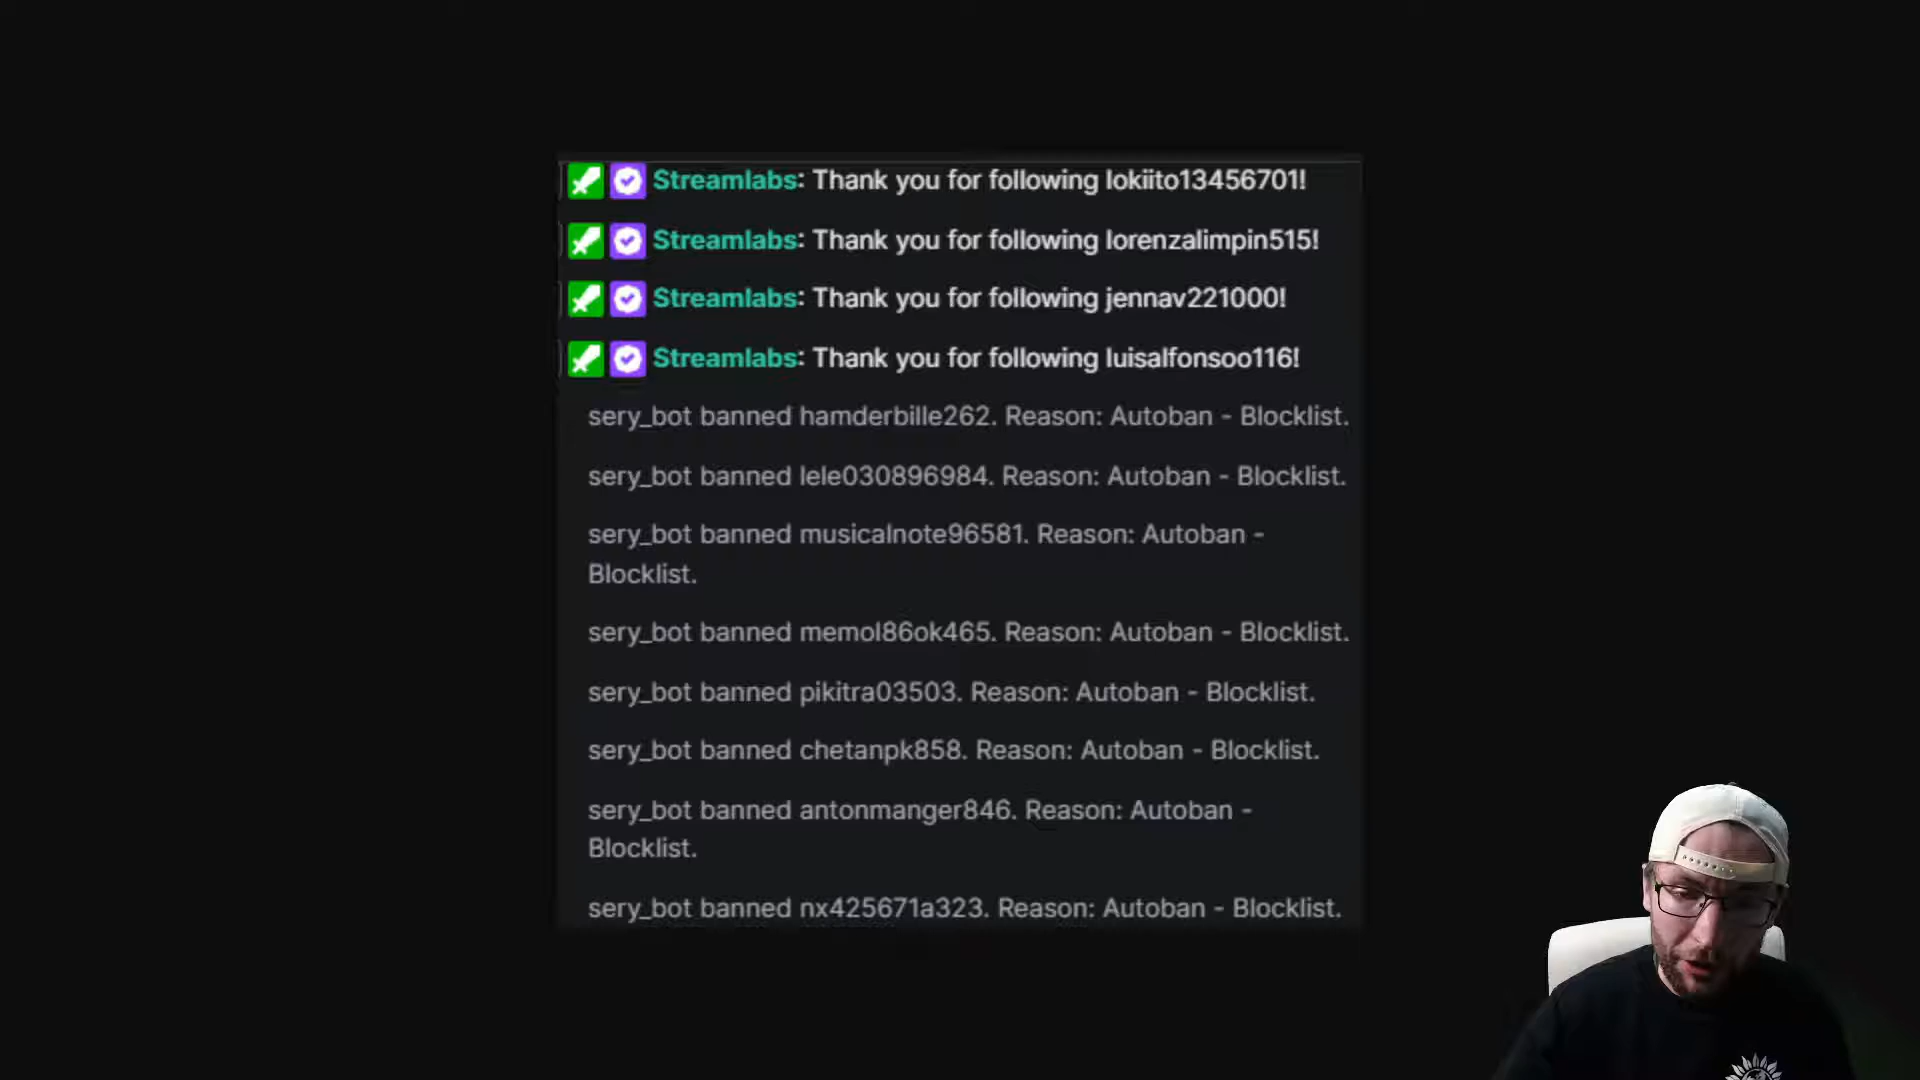 Streamlabs: Thank you for following lokiito13456701!
Streamlabs: Thank you for following lorenzalimpin515!
Streamlabs: Thank you for following jennav221000!
Streamlabs: Thank you for following luisalfonsoo116!
sery_bot banned hamderbille262. Reason: Autoban - Blocklist.
sery_bot banned lele030896984. Reason: Autoban - Blocklist.
sery_bot banned musicalnote96581. Reason: Autoban -
Blocklist.
sery_bot banned memol86ok465. Reason: Autoban - Blocklist.
sery_bot banned pikitra03503. Reason: Autoban - Blocklist.
sery_bot banned chetanpk858. Reason: Autoban - Blocklist.
sery_bot banned antonmanger846. Reason: Autoban -
Blocklist.
sery_bot banned nx425671a323. Reason: Autoban - Blocklist.